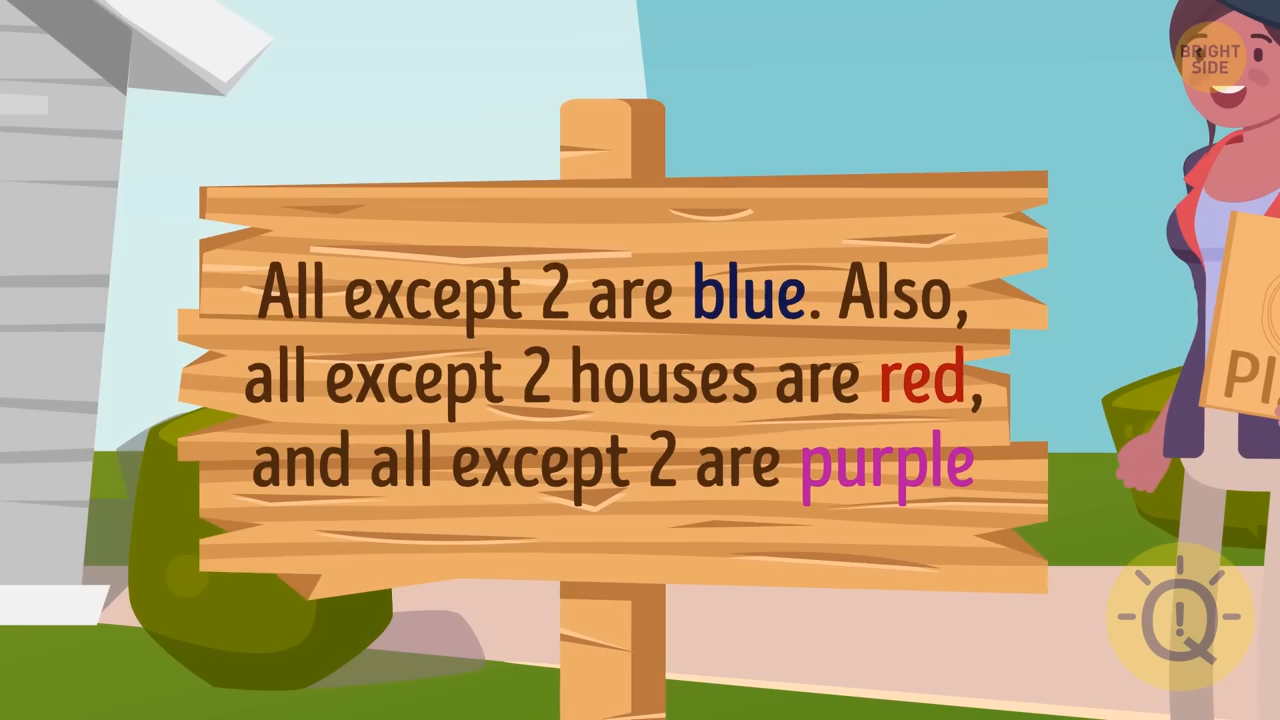 All except 2 are blue. Also,
all except 2 houses are red,
and all except 2 are purple
BRIGHT
SIDE
PI
Q!